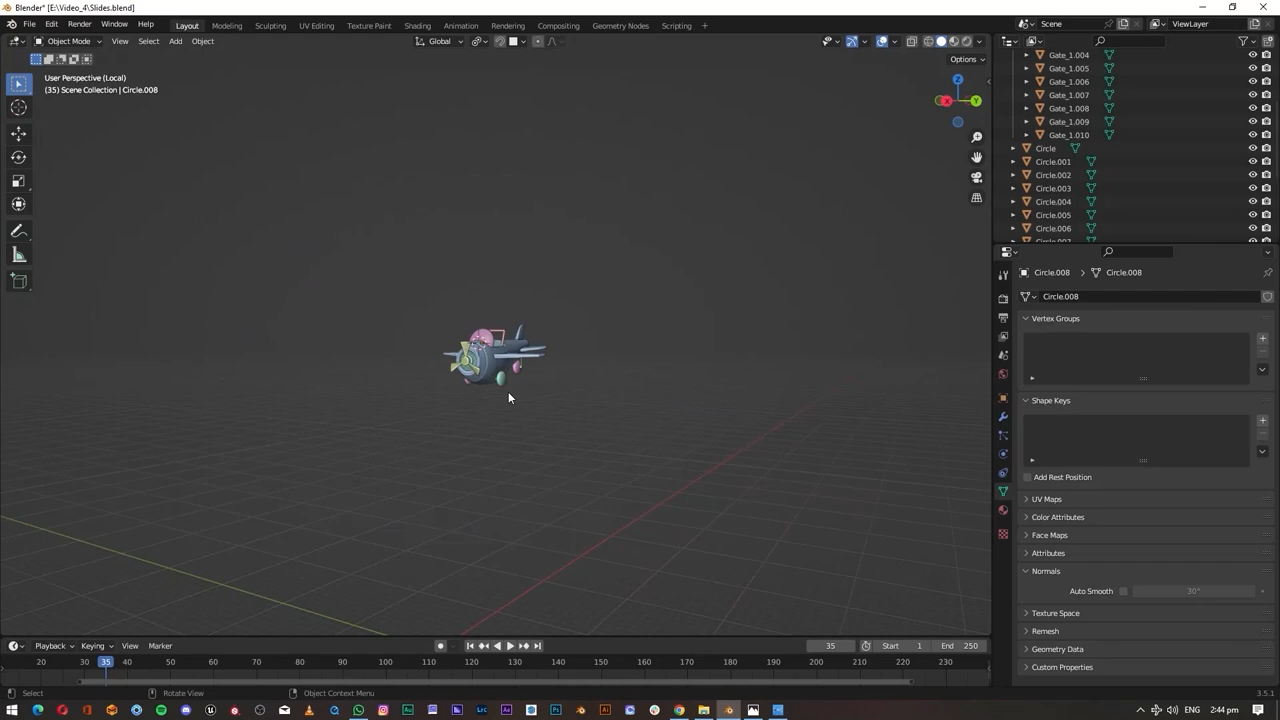 Blender* [E:\Video_4\Slides.blend]
File Edit Render Window Help Layout Modeling Sculpting UV Editing Texture Paint Shading Animation Rendering Compositing Geometry Nodes Scripting + Scene ViewLayer
Object Mode View Select Add Object Global
Options
User Perspective (Local)
(35) Scene Collection | Circle.008
Z
X Y
Gate_1.004
Gate_1.005
Gate_1.006
Gate_1.007
Gate_1.008
Gate_1.009
Gate_1.010
Circle
Circle.001
Circle.002
Circle.003
Circle.004
Circle.005
Circle.006
Circle.007
Circle.008 > Circle.008
Circle.008
Vertex Groups
Shape Keys
Add Rest Position
UV Maps
Color Attributes
Face Maps
Attributes
Normals
Auto Smooth 30°
Texture Space
Remesh
Geometry Data
Custom Properties
Playback Keying View Marker 35 Start 1 End 250
20 30 35 40 50 60 70 80 90 100 110 120 130 140 150 160 170 180 190 200 210 220 230
Select Rotate View Object Context Menu 3.5.1
ENG 2:44 pm